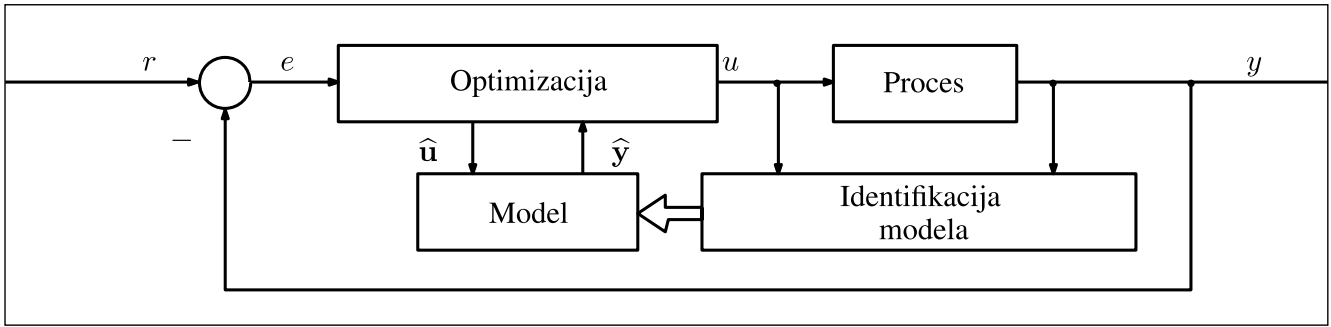 r
e
Optimizacija
u
Proces
y
−
û
ŷ
Model
Identifikacija
modela